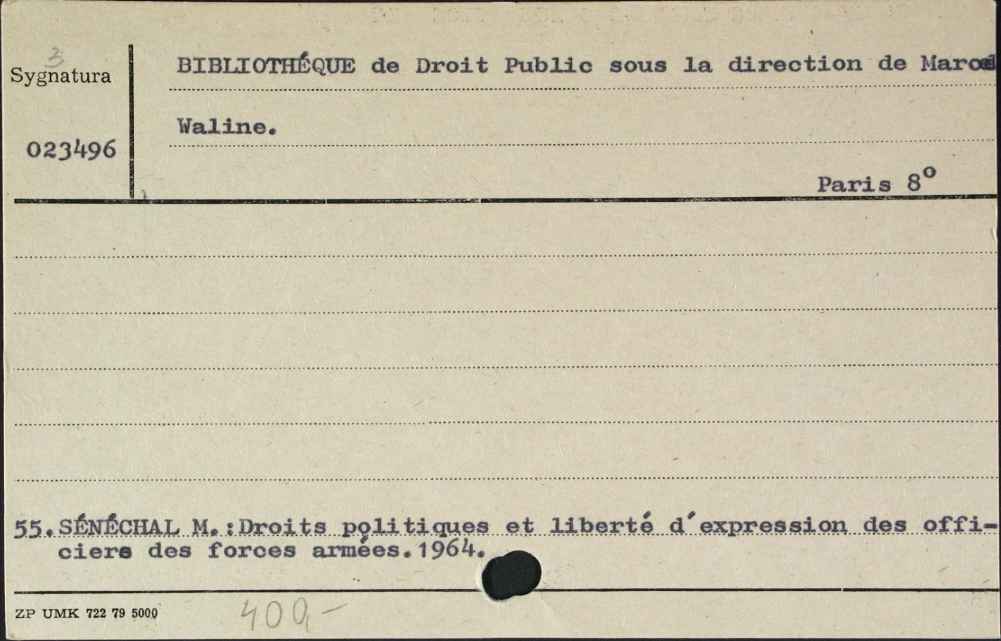 3
Sygnatura
BIBLIOTHÉQUE de Droit Public sous la direction de Marcel
Waline.
023496
Paris 8º
55. SÉNÉCHAL M.:Droits politiques et liberté d'expression des offi-
ciers des forces armées.1964.
ZP UMK 722 79 5000
400,-